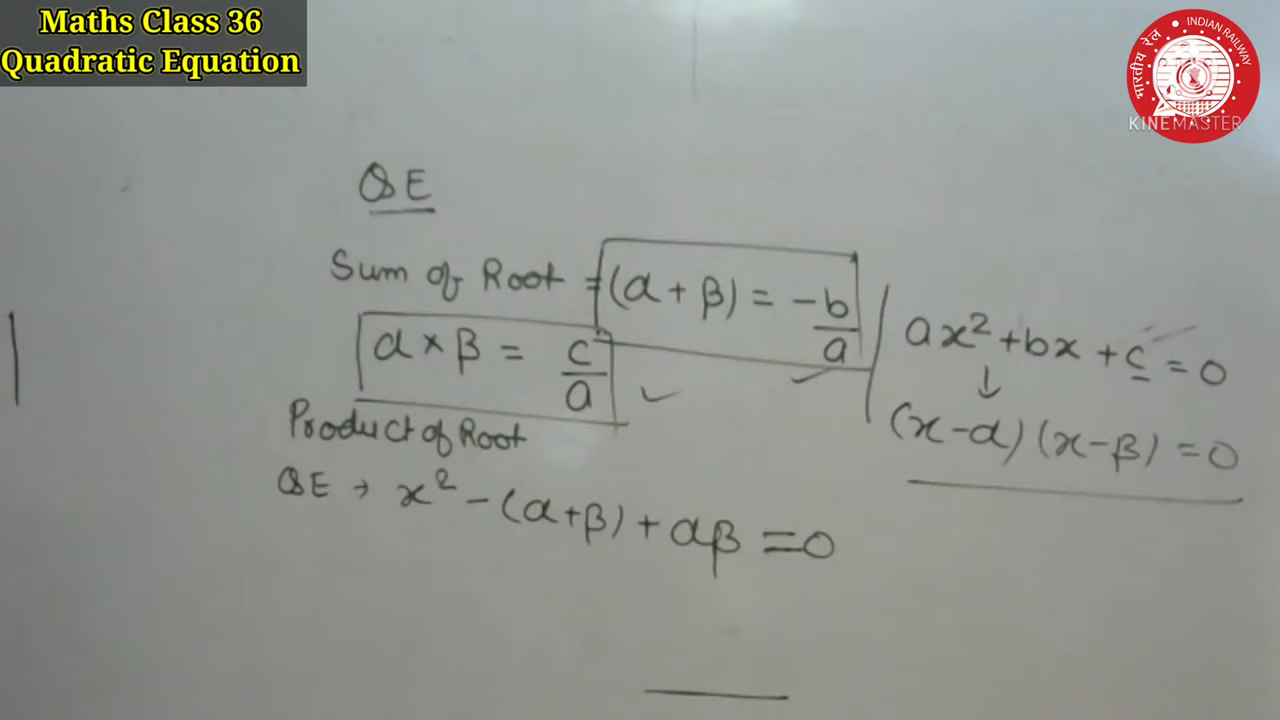 Maths Class 36
Quadratic Equation
भारतीय रेल INDIAN RAILWAY
KINEMASTER
QE
Sum of Root = (α + β) = -b/a
α × β = c/a
Product of Root
QE → x² - (α+β) + αβ = 0
ax² + bx + c = 0
↓
(x-α) (x-β) = 0